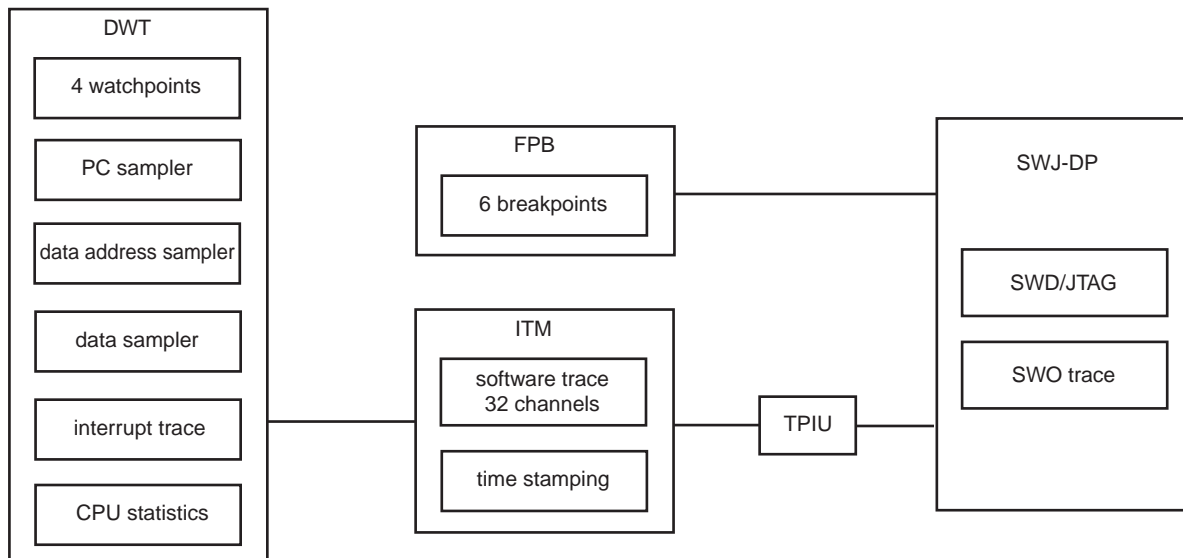 DWT
4 watchpoints
PC sampler
data address sampler
data sampler
interrupt trace
CPU statistics
FPB
6 breakpoints
ITM
software trace
32 channels
time stamping
TPIU
SWJ-DP
SWD/JTAG
SWO trace